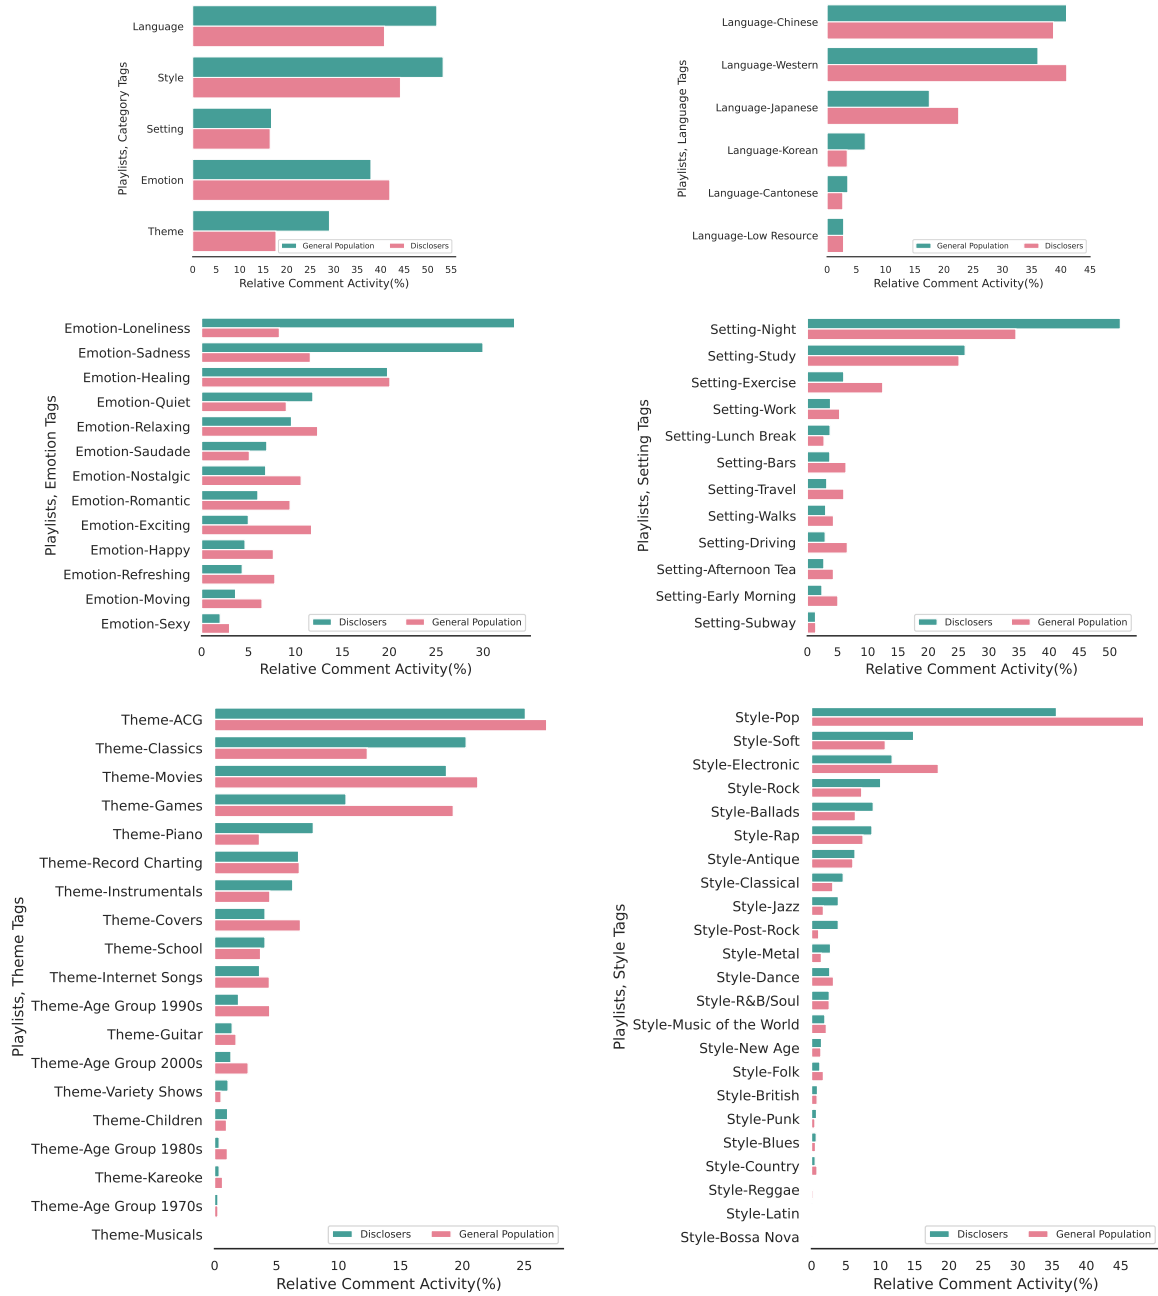 Playlists, Category Tags
Language
Style
Setting
Emotion
Theme
General Population
Disclosers
0 5 10 15 20 25 30 35 40 45 50 55
Relative Comment Activity(%)
Playlists, Language Tags
Language-Chinese
Language-Western
Language-Japanese
Language-Korean
Language-Cantonese
Language-Low Resource
General Population
Disclosers
0 5 10 15 20 25 30 35 40 45
Relative Comment Activity(%)
Playlists, Emotion Tags
Emotion-Loneliness
Emotion-Sadness
Emotion-Healing
Emotion-Quiet
Emotion-Relaxing
Emotion-Saudade
Emotion-Nostalgic
Emotion-Romantic
Emotion-Exciting
Emotion-Happy
Emotion-Refreshing
Emotion-Moving
Emotion-Sexy
Disclosers
General Population
0 5 10 15 20 25 30
Relative Comment Activity(%)
Playlists, Setting Tags
Setting-Night
Setting-Study
Setting-Exercise
Setting-Work
Setting-Lunch Break
Setting-Bars
Setting-Travel
Setting-Walks
Setting-Driving
Setting-Afternoon Tea
Setting-Early Morning
Setting-Subway
Disclosers
General Population
0 5 10 15 20 25 30 35 40 45 50
Relative Comment Activity(%)
Playlists, Theme Tags
Theme-ACG
Theme-Classics
Theme-Movies
Theme-Games
Theme-Piano
Theme-Record Charting
Theme-Instrumentals
Theme-Covers
Theme-School
Theme-Internet Songs
Theme-Age Group 1990s
Theme-Guitar
Theme-Age Group 2000s
Theme-Variety Shows
Theme-Children
Theme-Age Group 1980s
Theme-Kareoke
Theme-Age Group 1970s
Theme-Musicals
Disclosers
General Population
0 5 10 15 20 25
Relative Comment Activity(%)
Playlists, Style Tags
Style-Pop
Style-Soft
Style-Electronic
Style-Rock
Style-Ballads
Style-Rap
Style-Antique
Style-Classical
Style-Jazz
Style-Post-Rock
Style-Metal
Style-Dance
Style-R&B/Soul
Style-Music of the World
Style-New Age
Style-Folk
Style-British
Style-Punk
Style-Blues
Style-Country
Style-Reggae
Style-Latin
Style-Bossa Nova
Disclosers
General Population
0 5 10 15 20 25 30 35 40 45
Relative Comment Activity(%)